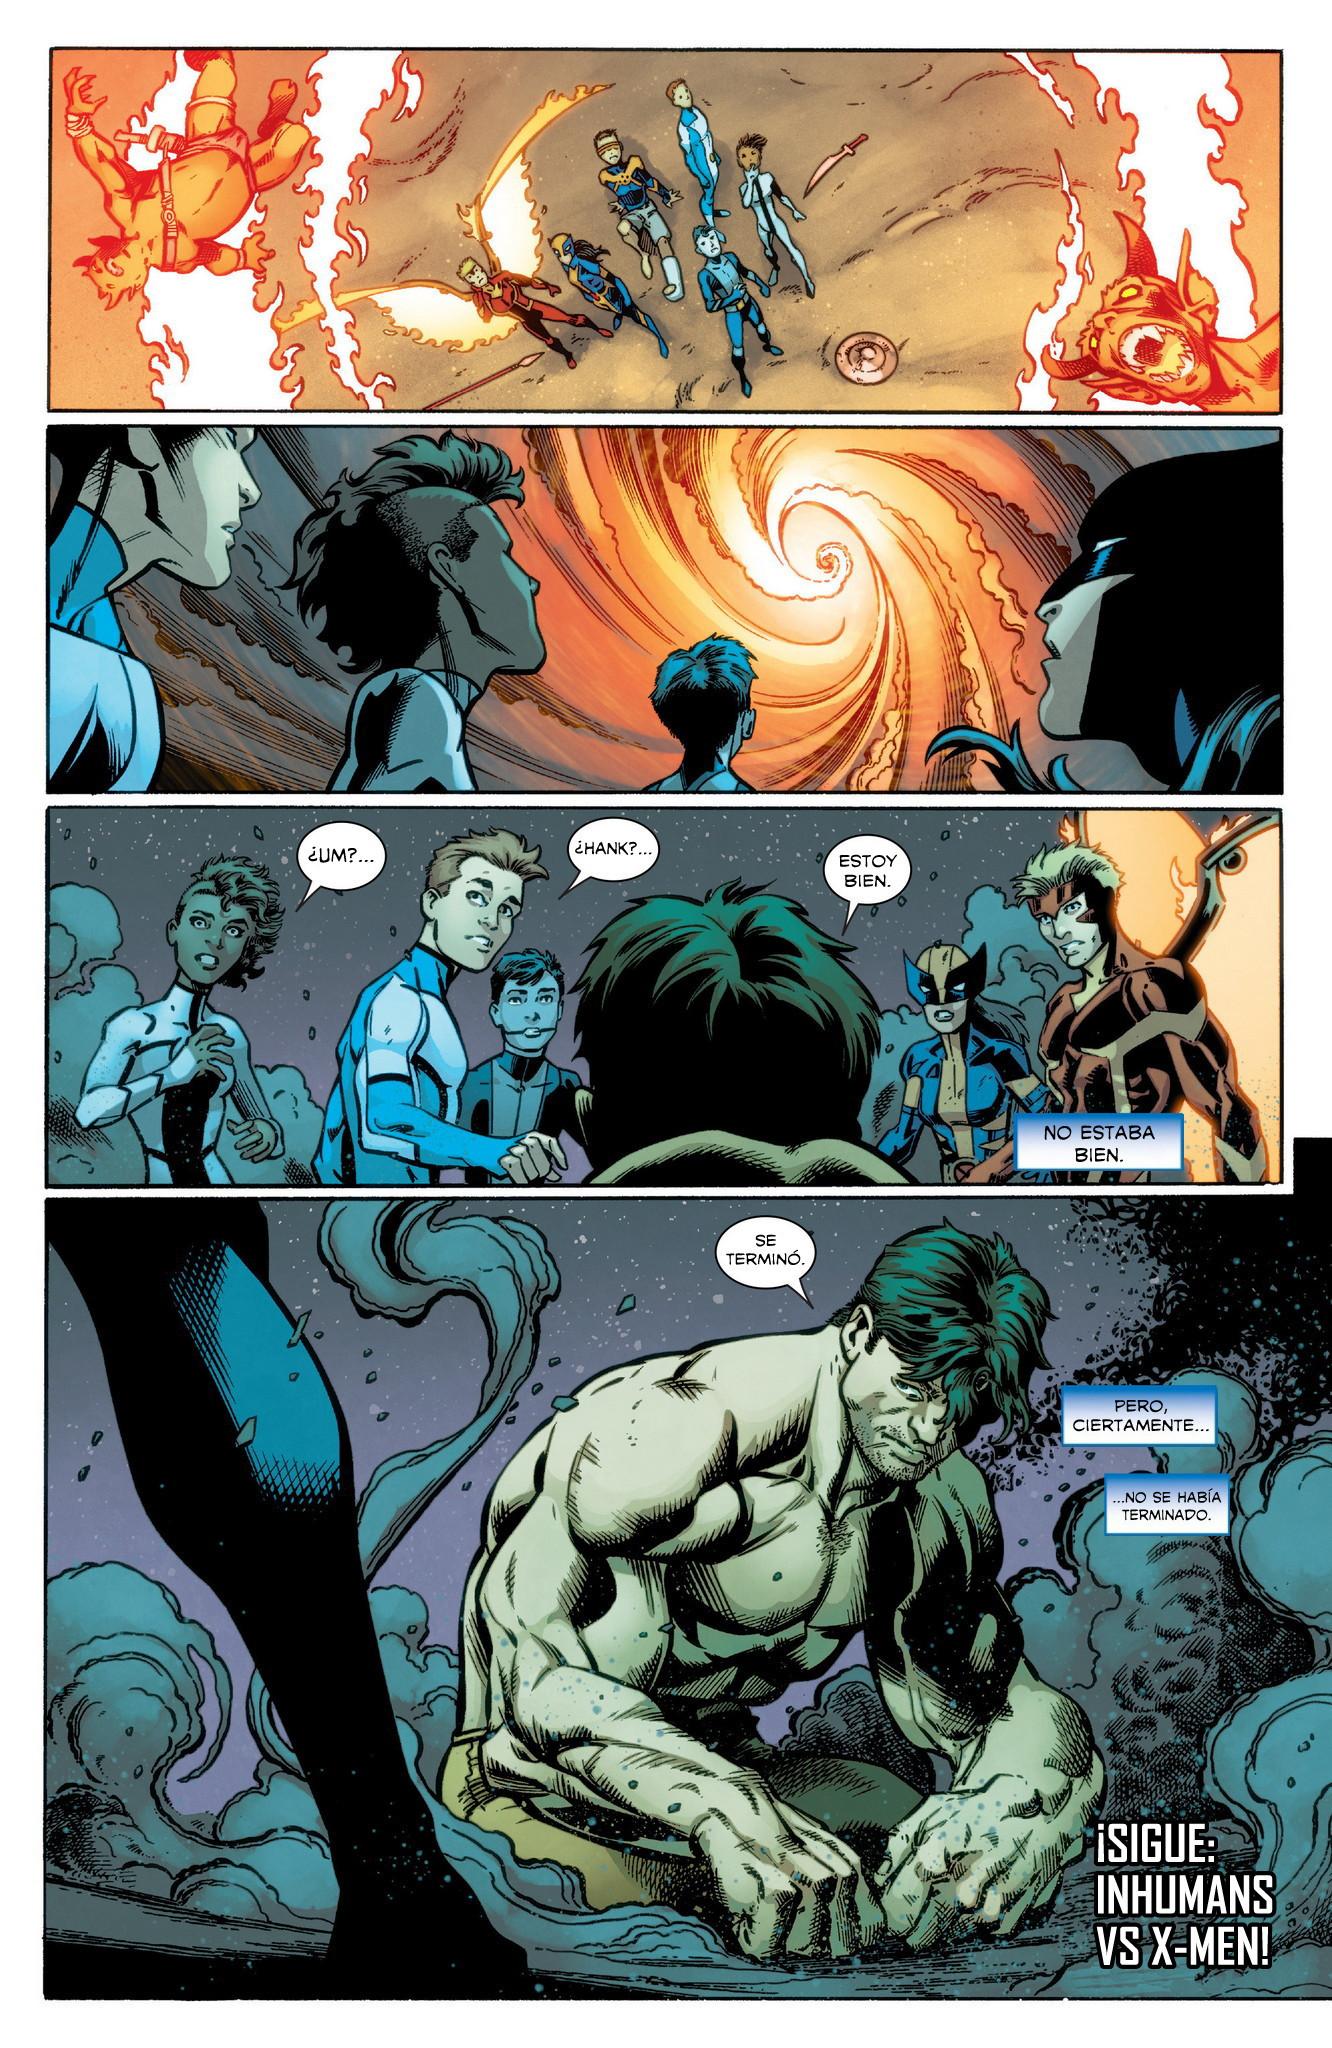 ¿UM?...
¿HANK?...
ESTOY
BIEN.
NO ESTABA
BIEN.
SE
TERMINÓ.
PERO,
CIERTAMENTE...
...NO SE HABÍA
TERMINADO.
¡SIGUE:
INHUMANS
VS X-MEN!